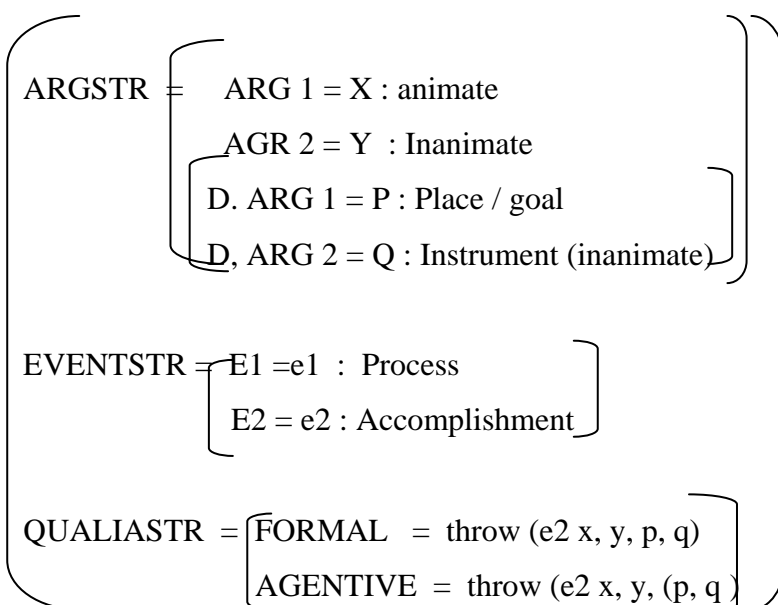 ARGSTR = ARG 1 = X : animate
AGR 2 = Y : Inanimate
D. ARG 1 = P : Place / goal
D, ARG 2 = Q : Instrument (inanimate)
EVENTSTR = E1 =e1 : Process
E2 = e2 : Accomplishment
QUALIASTR = FORMAL = throw (e2 x, y, p, q)
AGENTIVE = throw (e2 x, y, (p, q )